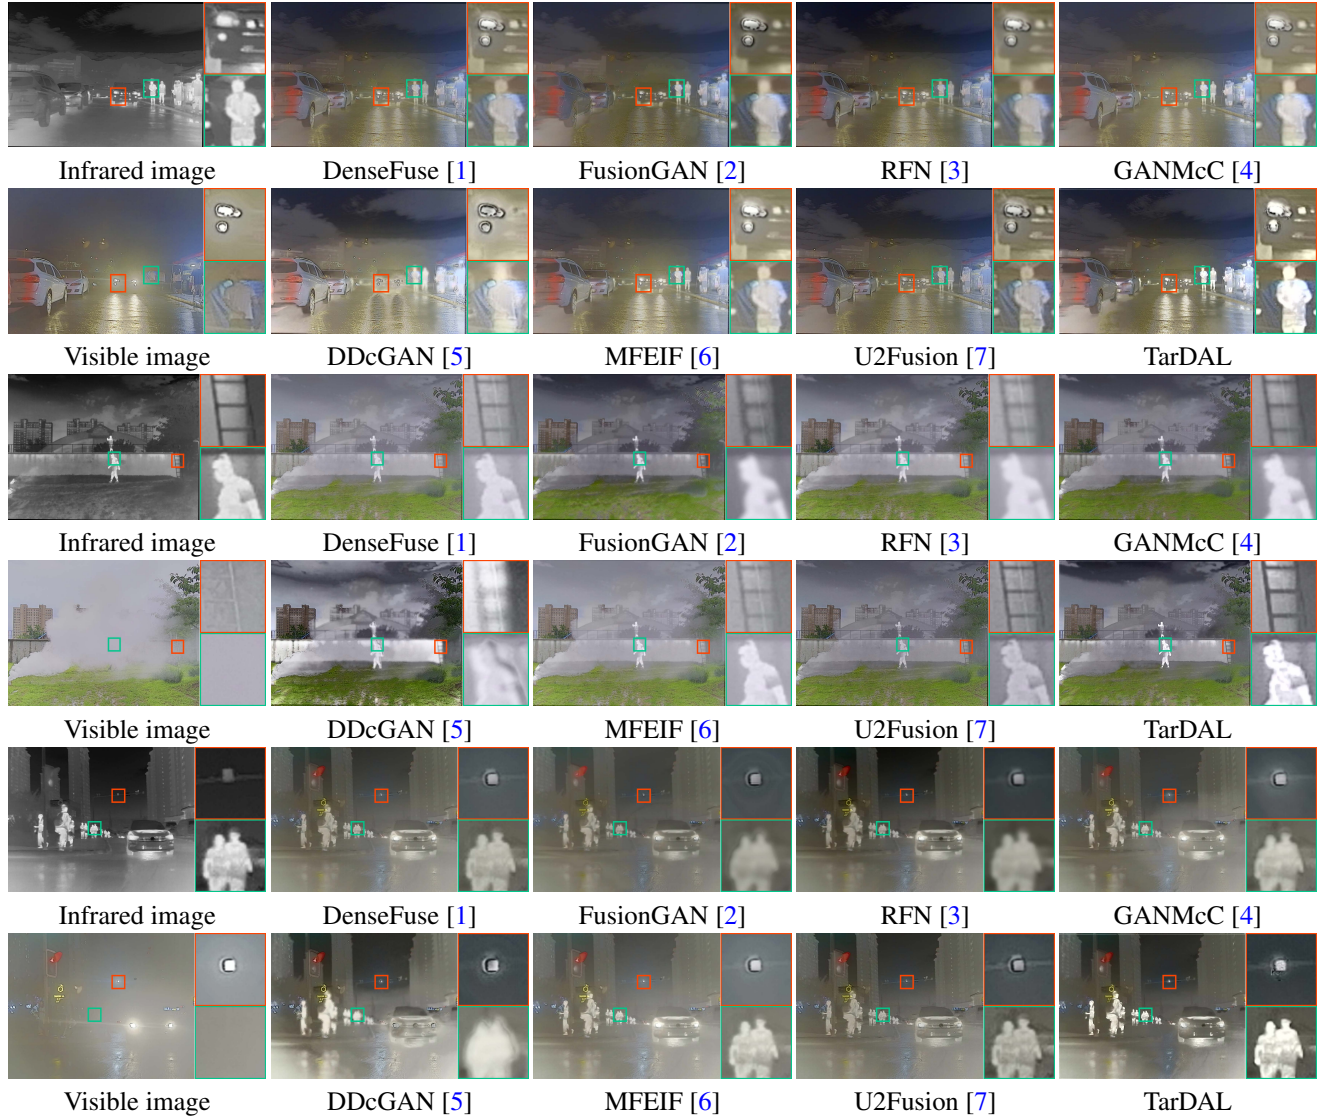 Infrared image DenseFuse [1] FusionGAN [2] RFN [3] GANMcC [4]
Visible image DDcGAN [5] MFEIF [6] U2Fusion [7] TarDAL
Infrared image DenseFuse [1] FusionGAN [2] RFN [3] GANMcC [4]
Visible image DDcGAN [5] MFEIF [6] U2Fusion [7] TarDAL
Infrared image DenseFuse [1] FusionGAN [2] RFN [3] GANMcC [4]
Visible image DDcGAN [5] MFEIF [6] U2Fusion [7] TarDAL